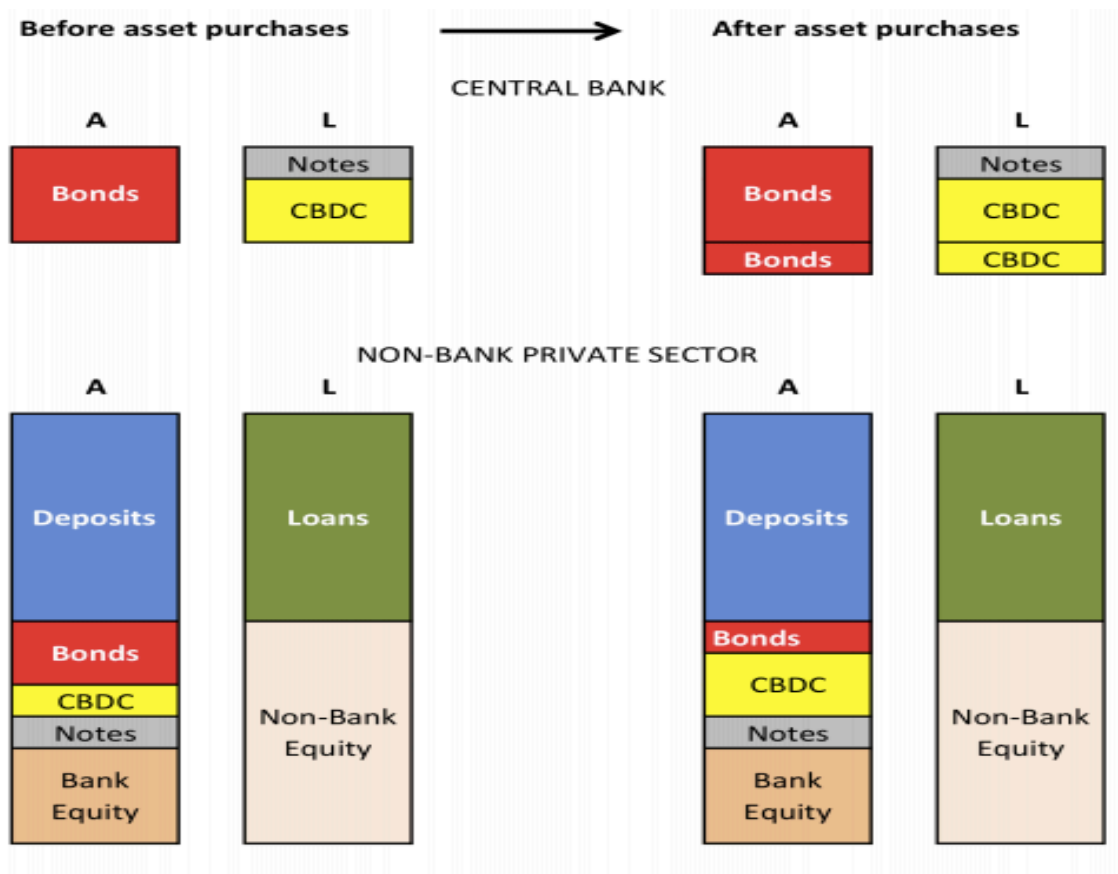 Before asset purchases After asset purchases
CENTRAL BANK
A L A L
Notes Notes
Bonds CBDC Bonds CBDC
Bonds CBDC
NON-BANK PRIVATE SECTOR
A L A L
Deposits Loans Deposits Loans
Bonds Bonds
CBDC CBDC
Notes Non-Bank Equity Notes Non-Bank Equity
Bank Equity Bank Equity